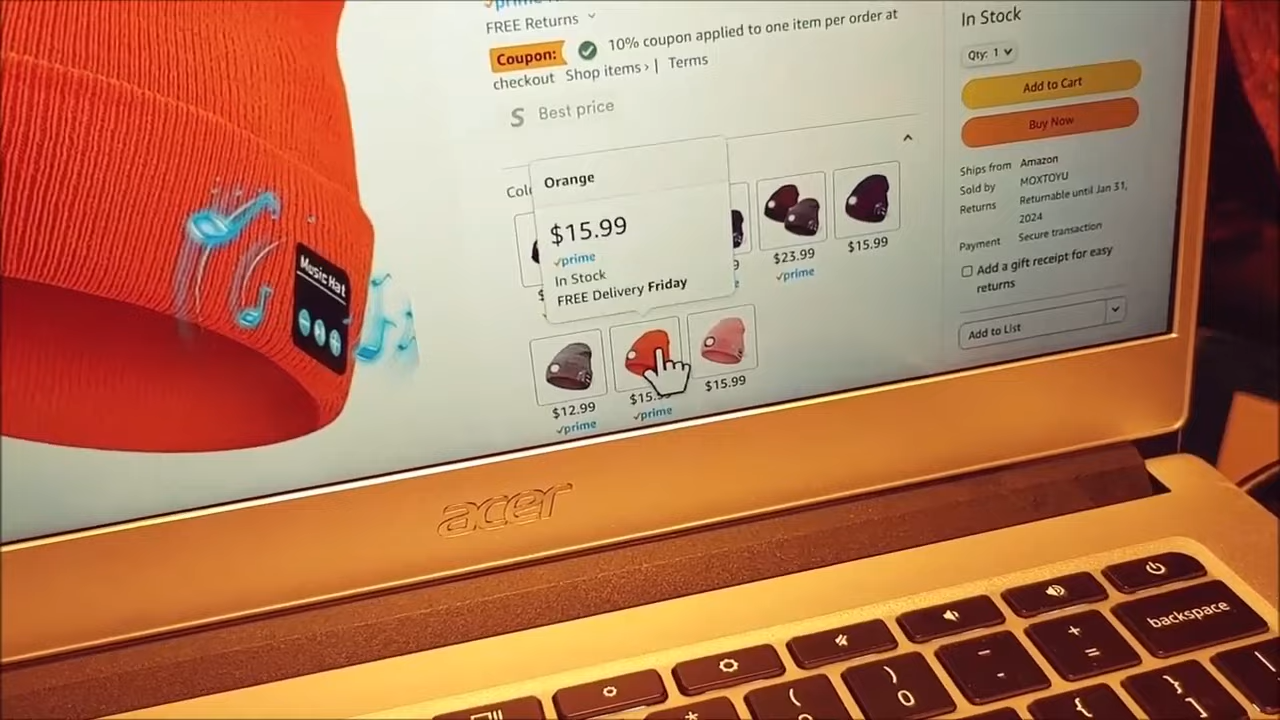 prime
FREE Returns
Coupon: 10% coupon applied to one item per order at
checkout Shop items › | Terms
S Best price
Orange
$15.99
prime
In Stock
FREE Delivery Friday
$23.99
prime
$15.99
$12.99
prime
$15.
prime
$15.99
Music Hat
In Stock
Qty: 1
Add to Cart
Buy Now
Ships from Amazon
Sold by MOXTOYU
Returns Returnable until Jan 31,
2024
Payment Secure transaction
Add a gift receipt for easy
returns
Add to List
acer
backspace
+
=
-
)
0
(
{
}